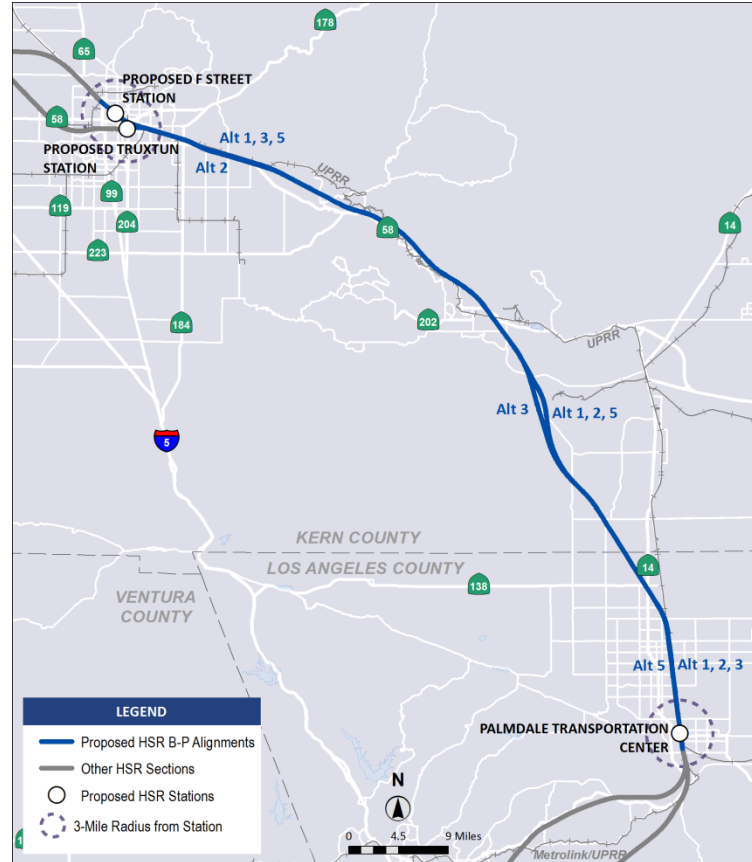 178
65
PROPOSED F STREET
STATION
58
PROPOSED TRUXTUN
STATION
Alt 1, 3, 5
Alt 2
UPRR
99
119
204
58
14
223
184
202
UPRR
Alt 3
Alt 1, 2, 5
5
KERN COUNTY
LOS ANGELES COUNTY
VENTURA
COUNTY
14
138
Alt 5
Alt 1, 2, 3
PALMDALE TRANSPORTATION
CENTER
LEGEND
Proposed HSR B-P Alignments
Other HSR Sections
Proposed HSR Stations
3-Mile Radius from Station
N
0 4.5 9 Miles
Metrolink/UPRR